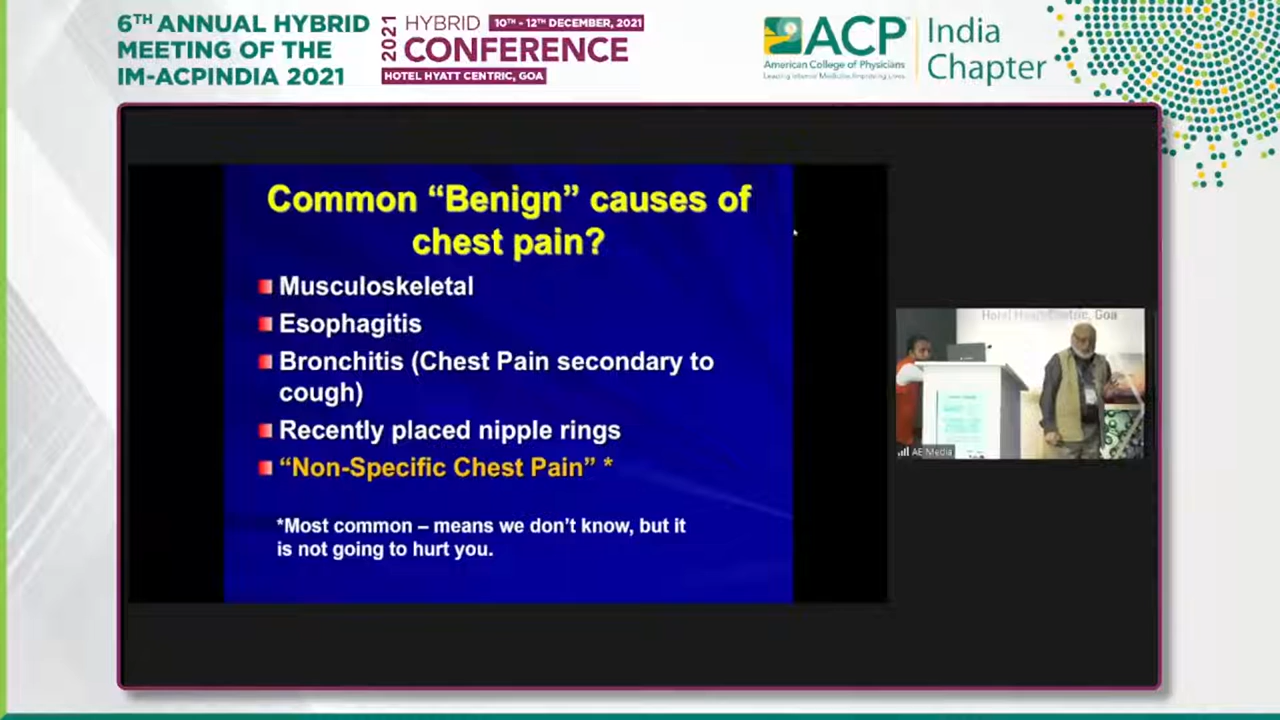 6TH ANNUAL HYBRID
MEETING OF THE
IM-ACPINDIA 2021
2021
HYBRID
10TH - 12TH DECEMBER, 2021
CONFERENCE
HOTEL HYATT CENTRIC, GOA
ACP
American College of Physicians
Leading Internal Medicine, Improving Lives
India
Chapter
Common “Benign” causes of
chest pain?
Musculoskeletal
Esophagitis
Bronchitis (Chest Pain secondary to
cough)
Recently placed nipple rings
“Non-Specific Chest Pain” *
*Most common – means we don’t know, but it
is not going to hurt you.
Hotel Hyatt Centric, Goa
AE Media